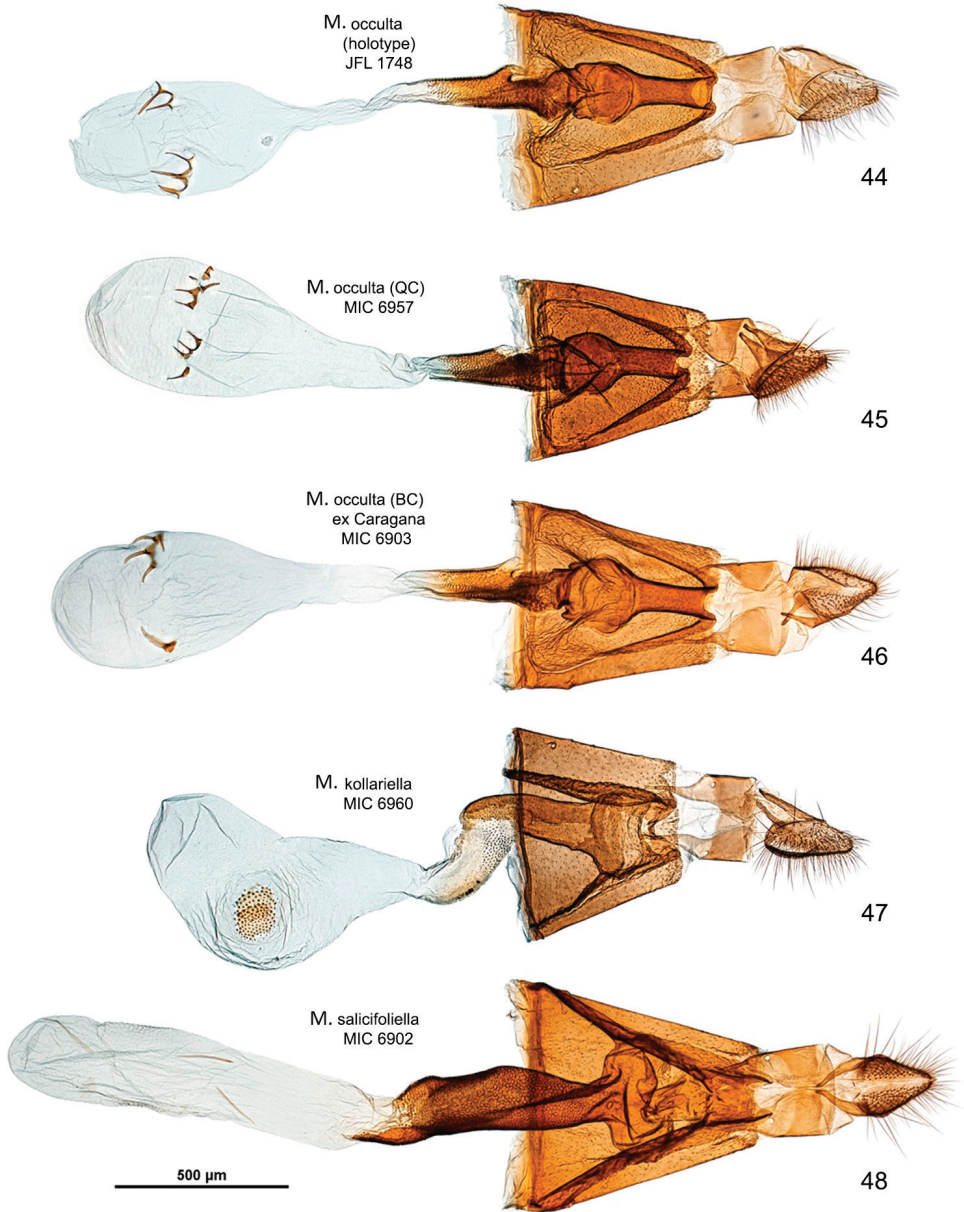 M. occulta
(holotype)
JFL 1748
44
M. occulta (QC)
MIC 6957
45
M. occulta (BC)
ex Caragana
MIC 6903
46
M. kollariella
MIC 6960
47
M. salicifoliella
MIC 6902
500 µm
48